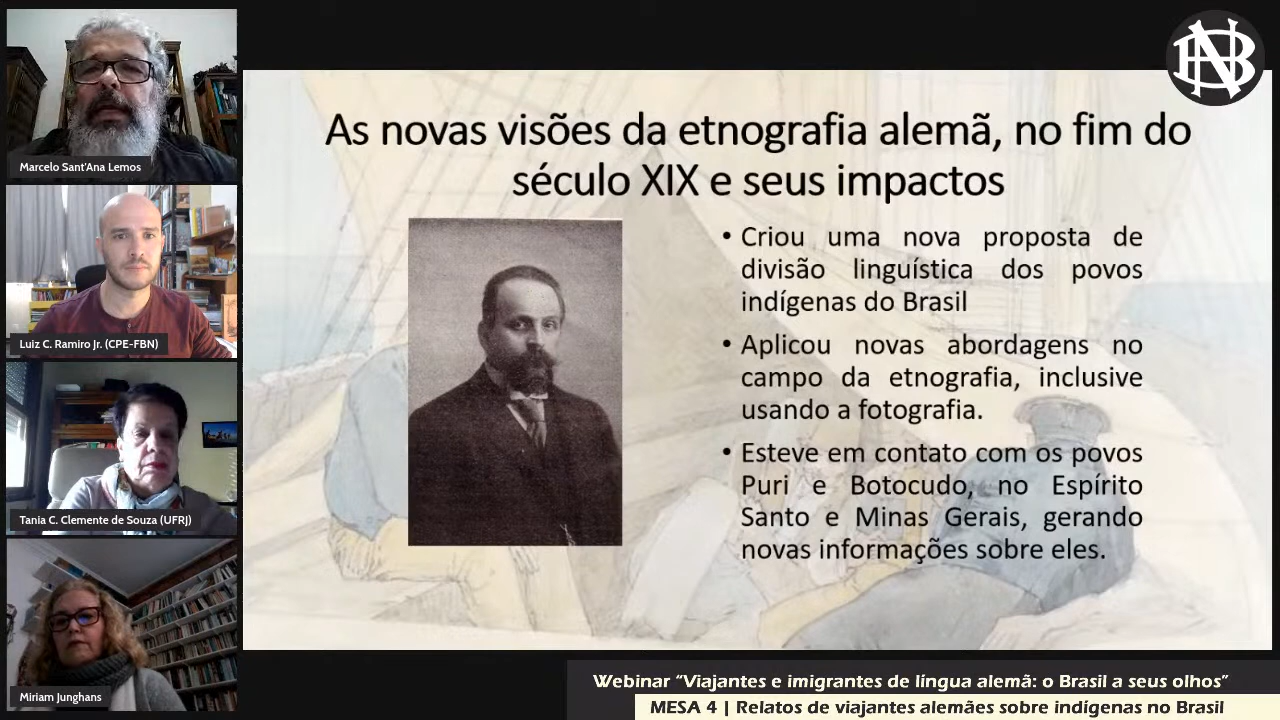 Marcelo Sant'Ana Lemos
Luiz C. Ramiro Jr. (CPE-FBN)
Tania C. Clemente de Souza (UFRJ)
Miriam Junghans
As novas visões da etnografia alemã, no fim do
século XIX e seus impactos
• Criou uma nova proposta de
divisão linguística dos povos
indígenas do Brasil
• Aplicou novas abordagens no
campo da etnografia, inclusive
usando a fotografia.
• Esteve em contato com os povos
Puri e Botocudo, no Espírito
Santo e Minas Gerais, gerando
novas informações sobre eles.
BN
Webinar “Viajantes e imigrantes de língua alemã: o Brasil a seus olhos”
MESA 4 | Relatos de viajantes alemães sobre indígenas no Brasil